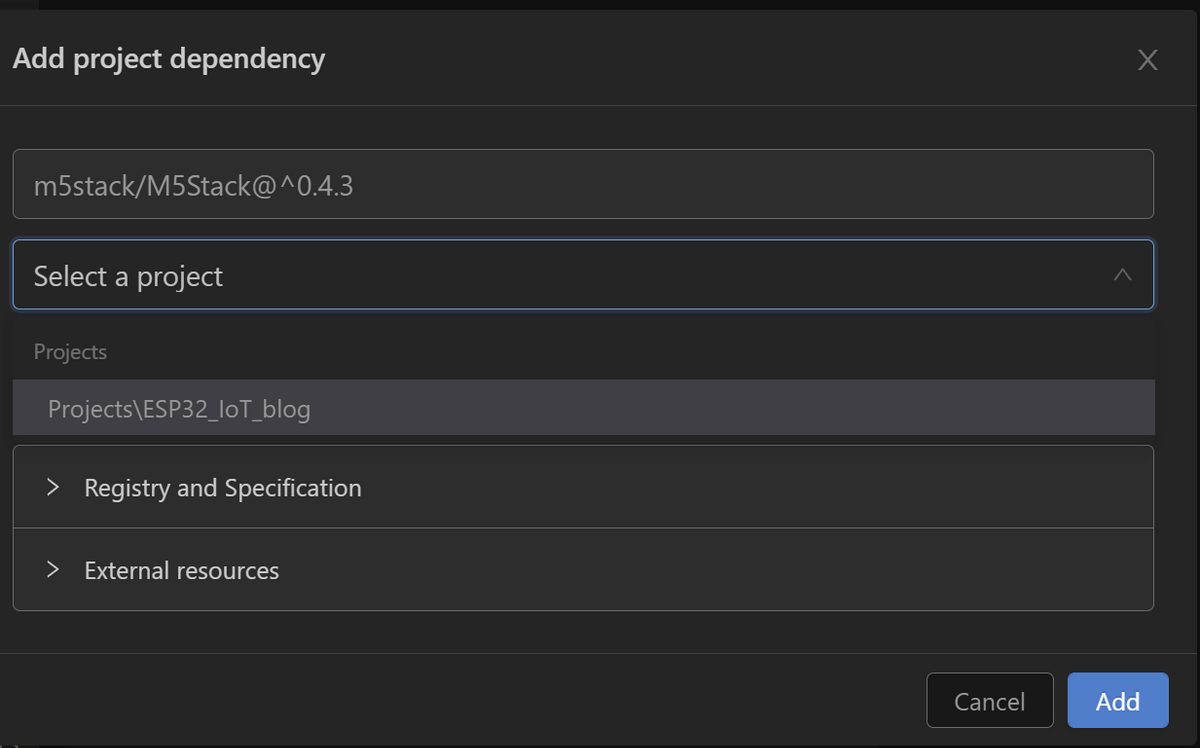 Add project dependency
m5stack/M5Stack@^0.4.3
Select a project
Projects
Projects\ESP32_IoT_blog
Registry and Specification
External resources
Cancel
Add